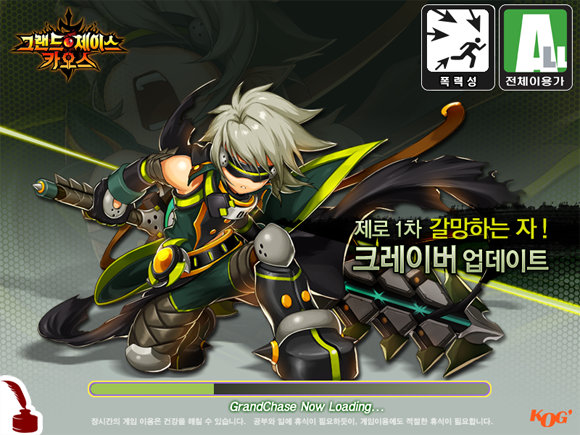 그랜드 체이스
카오스
폭력성
ALL
전체이용가
제로 1차 갈망하는 자!
크레이버 업데이트
GrandChase Now Loading...
장시간의 게임 이용은 건강을 해칠 수 있습니다. 공부와 일에 휴식이 필요하듯이, 게임이용에도 적절한 휴식이 필요합니다.
KOG